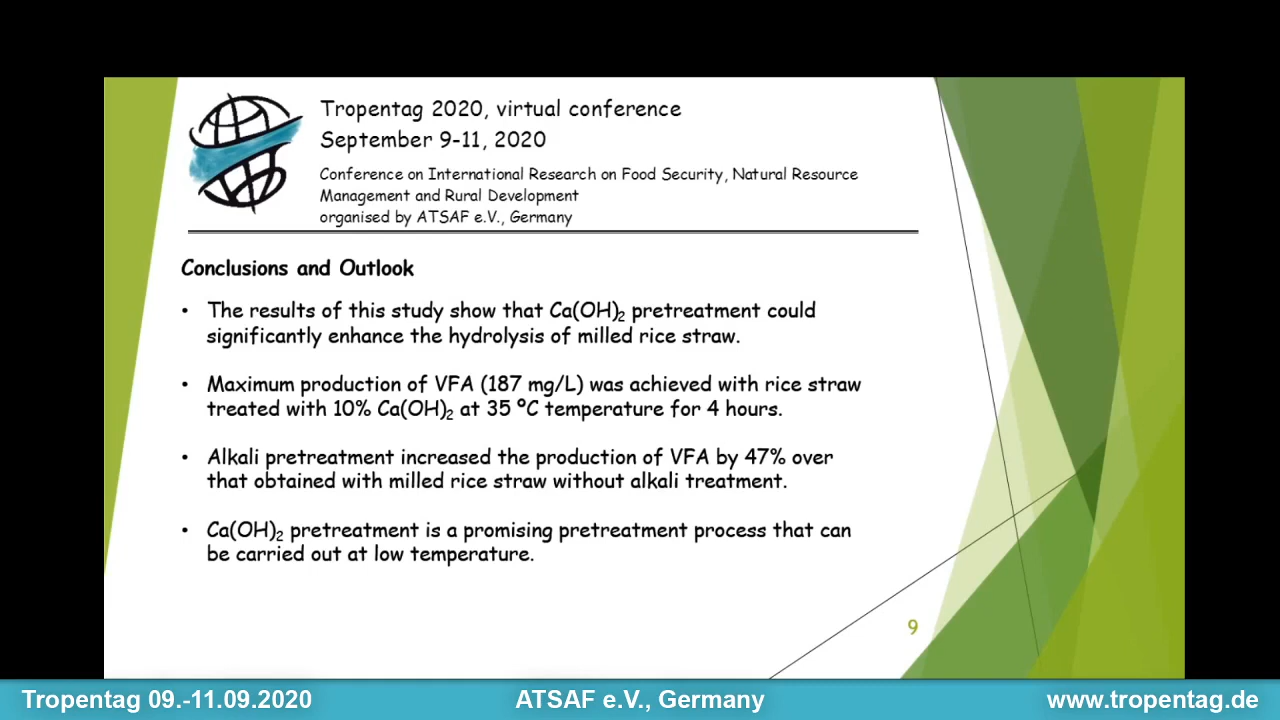 Tropentag 2020, virtual conference
September 9-11, 2020
Conference on International Research on Food Security, Natural Resource
Management and Rural Development
organised by ATSAF e.V., Germany
Conclusions and Outlook
• The results of this study show that Ca(OH)₂ pretreatment could
significantly enhance the hydrolysis of milled rice straw.
• Maximum production of VFA (187 mg/L) was achieved with rice straw
treated with 10% Ca(OH)₂ at 35 ºC temperature for 4 hours.
• Alkali pretreatment increased the production of VFA by 47% over
that obtained with milled rice straw without alkali treatment.
• Ca(OH)₂ pretreatment is a promising pretreatment process that can
be carried out at low temperature.
9
Tropentag 09.-11.09.2020 ATSAF e.V., Germany www.tropentag.de